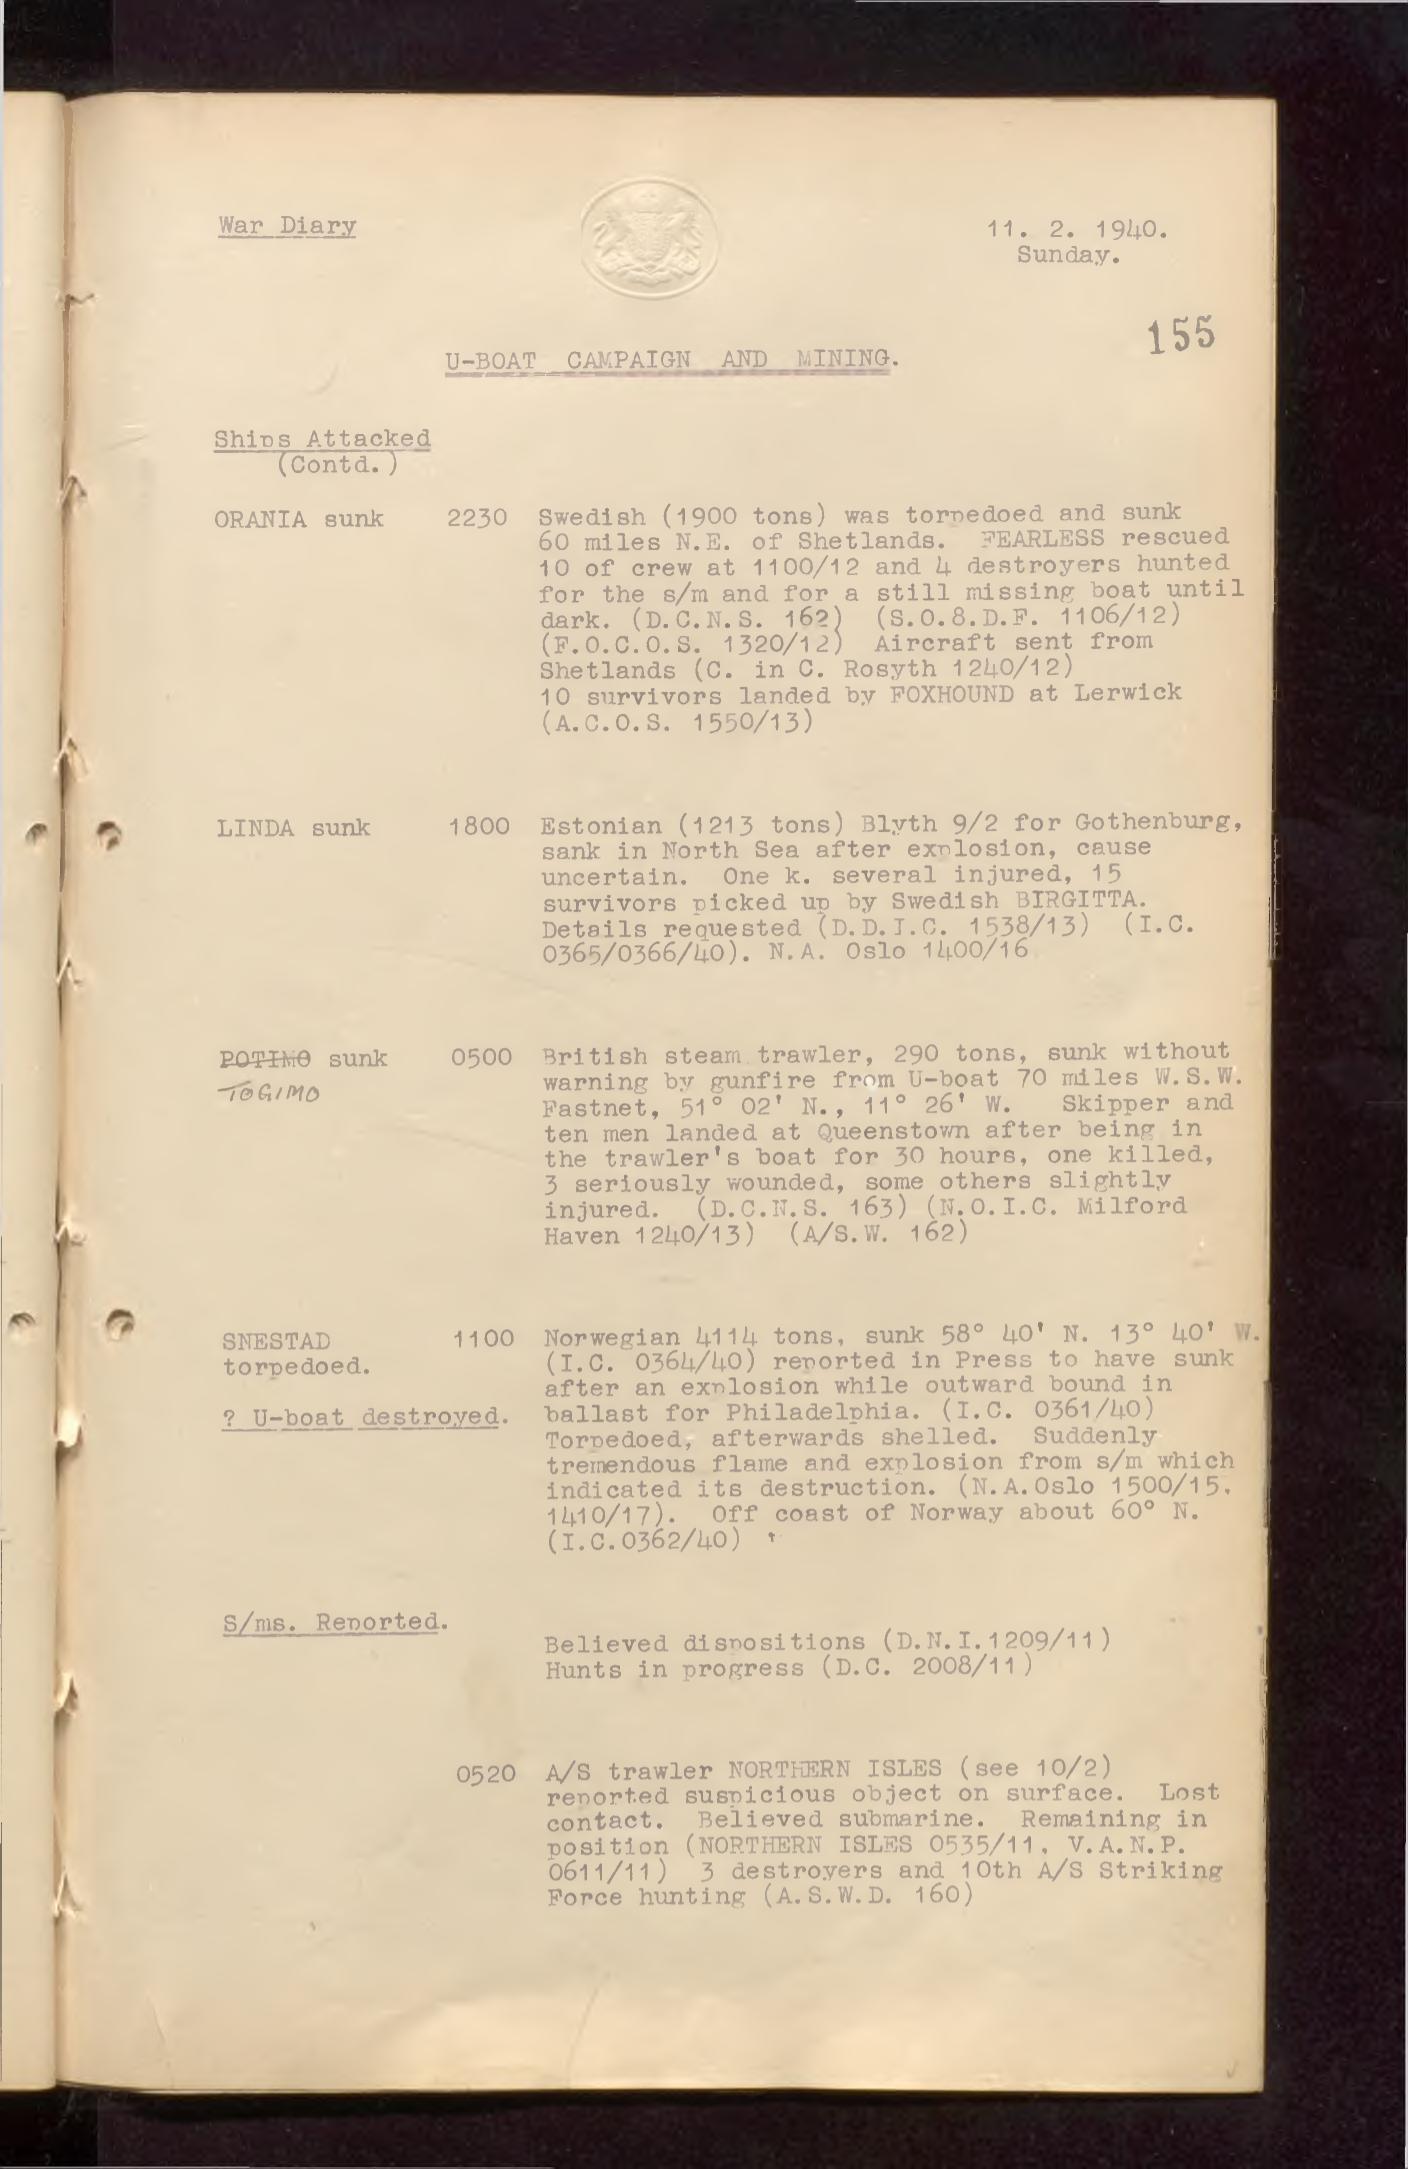 War Diary
11. 2. 1940.
Sunday.
155
U-BOAT CAMPAIGN AND MINING.
Ships Attacked
(Contd.)
ORANIA sunk 2230 Swedish (1900 tons) was torpedoed and sunk
60 miles N.E. of Shetlands. FEARLESS rescued
10 of crew at 1100/12 and 4 destroyers hunted
for the s/m and for a still missing boat until
dark. (D.C.N.S. 162) (S.O.8.D.F. 1106/12)
(F.O.C.O.S. 1320/12) Aircraft sent from
Shetlands (C. in C. Rosyth 1240/12)
10 survivors landed by FOXHOUND at Lerwick
(A.C.O.S. 1550/13)
LINDA sunk 1800 Estonian (1213 tons) Blyth 9/2 for Gothenburg,
sank in North Sea after explosion, cause
uncertain. One k. several injured, 15
survivors picked up by Swedish BIRGITTA.
Details requested (D.D.I.C. 1538/13) (I.C.
0365/0366/40). N.A. Oslo 1400/16
POTIMO sunk 0500 British steam trawler, 290 tons, sunk without
TOGIMO
warning by gunfire from U-boat 70 miles W.S.W.
Fastnet, 51° 02' N., 11° 26' W. Skipper and
ten men landed at Queenstown after being in
the trawler's boat for 30 hours, one killed,
3 seriously wounded, some others slightly
injured. (D.C.N.S. 163) (N.O.I.C. Milford
Haven 1240/13) (A/S.W. 162)
SNESTAD 1100 Norwegian 4114 tons, sunk 58° 40' N. 13° 40' W.
torpedoed. (I.C. 0364/40) reported in Press to have sunk
after an explosion while outward bound in
? U-boat destroyed. ballast for Philadelphia. (I.C. 0361/40)
Torpedoed, afterwards shelled. Suddenly
tremendous flame and explosion from s/m which
indicated its destruction. (N.A.Oslo 1500/15,
1410/17). Off coast of Norway about 60° N.
(I.C.0362/40)
S/ms. Reported.
Believed dispositions (D.N.I.1209/11)
Hunts in progress (D.C. 2008/11)
0520 A/S trawler NORTHERN ISLES (see 10/2)
reported suspicious object on surface. Lost
contact. Believed submarine. Remaining in
position (NORTHERN ISLES 0535/11, V.A.N.P.
0611/11) 3 destroyers and 10th A/S Striking
Force hunting (A.S.W.D. 160)